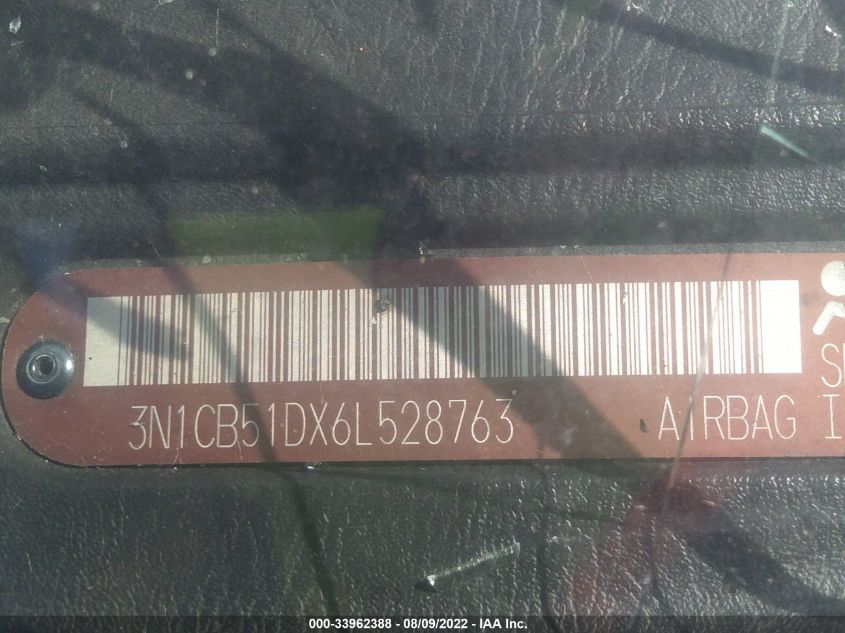 3N1CB51DX6L528763 AIRBAG
000-33962388 - 08/09/2022 - IAA Inc.